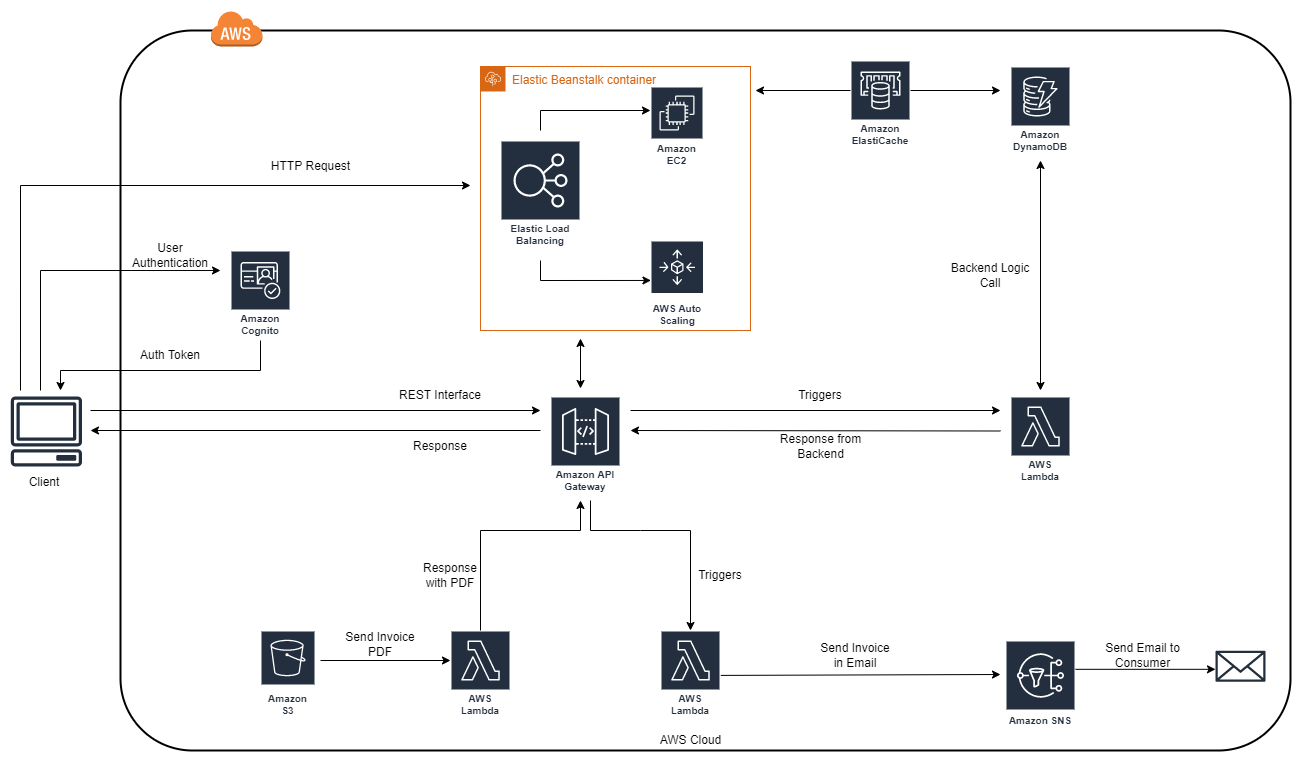 AWS
Elastic Beanstalk container
Amazon
EC2
Amazon
ElastiCache
Amazon
DynamoDB
HTTP Request
Elastic Load
Balancing
User
Authentication
Amazon
Cognito
AWS Auto
Scaling
Backend Logic
Call
Auth Token
REST Interface
Triggers
Response
Response from
Backend
Client
Amazon API
Gateway
AWS
Lambda
Response
with PDF
Triggers
Send Invoice
PDF
Send Invoice
in Email
Send Email to
Consumer
Amazon
S3
AWS
Lambda
AWS
Lambda
Amazon SNS
AWS Cloud